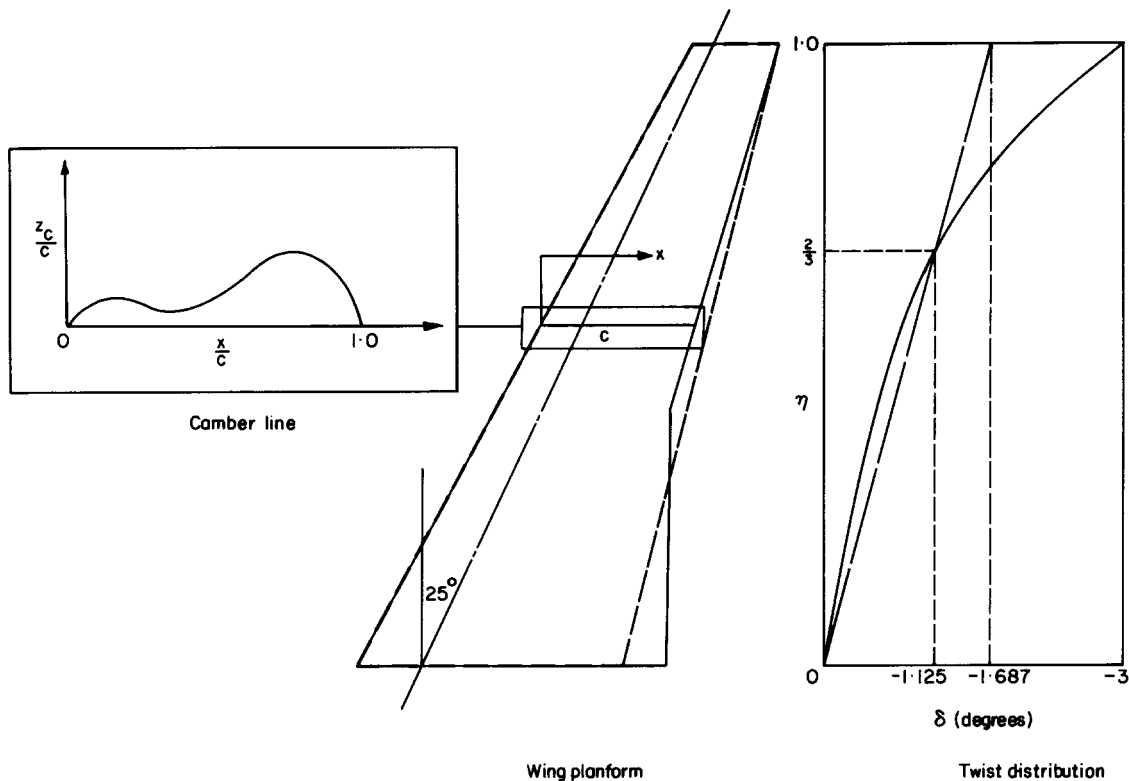 z_c
c
0
x
c
1·0
Camber line
x
c
25°
Wing planform
1·0
2
3
η
0
-1·125
-1·687
-3
δ (degrees)
Twist distribution